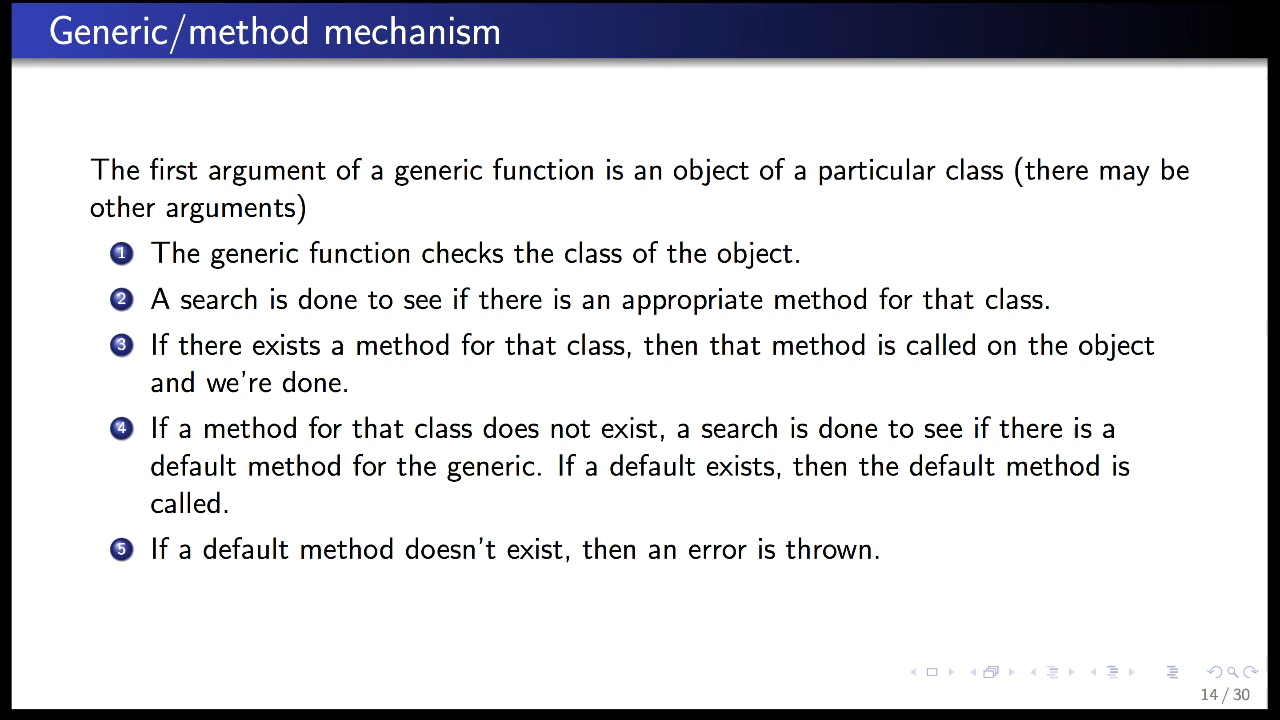 Generic/method mechanism
The first argument of a generic function is an object of a particular class (there may be
other arguments)
1 The generic function checks the class of the object.
2 A search is done to see if there is an appropriate method for that class.
3 If there exists a method for that class, then that method is called on the object
and we're done.
4 If a method for that class does not exist, a search is done to see if there is a
default method for the generic. If a default exists, then the default method is
called.
5 If a default method doesn't exist, then an error is thrown.
14 / 30